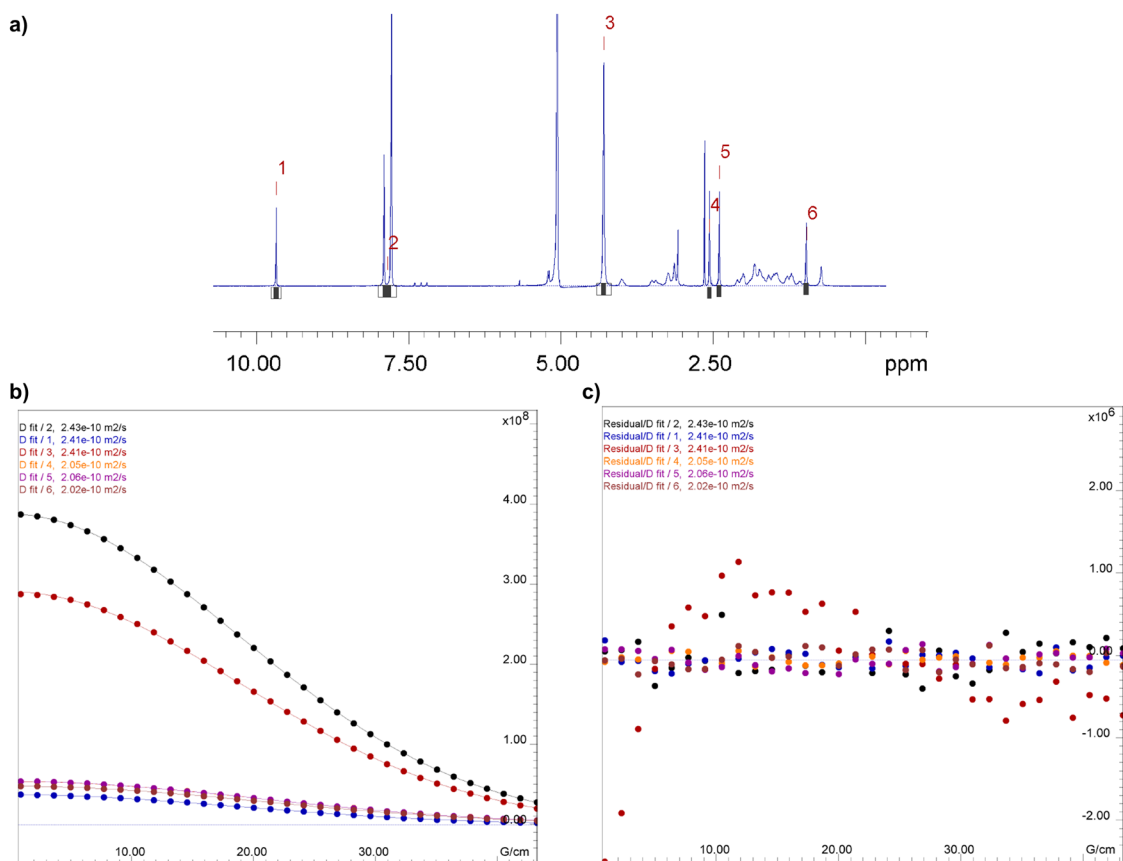 a)
1
2
3
4
5
6
10.00 7.50 5.00 2.50 ppm
b)
x10⁸
D fit / 2, 2.43e-10 m2/s
D fit / 1, 2.41e-10 m2/s
D fit / 3, 2.41e-10 m2/s
D fit / 4, 2.05e-10 m2/s
D fit / 5, 2.06e-10 m2/s
D fit / 6, 2.02e-10 m2/s
4.00
3.00
2.00
1.00
0.00
10.00 20.00 30.00 G/cm
c)
x10⁶
Residual/D fit / 2, 2.43e-10 m2/s
Residual/D fit / 1, 2.41e-10 m2/s
Residual/D fit / 3, 2.41e-10 m2/s
Residual/D fit / 4, 2.05e-10 m2/s
Residual/D fit / 5, 2.06e-10 m2/s
Residual/D fit / 6, 2.02e-10 m2/s
2.00
1.00
0.00
-1.00
-2.00
10.00 20.00 30.00 G/cm